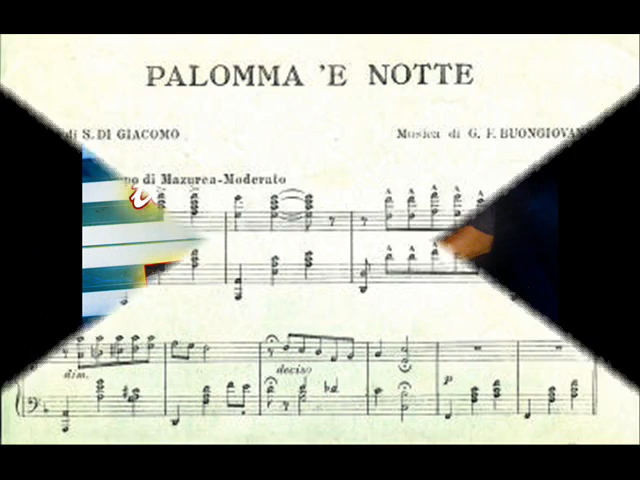 PALOMMA 'E NOTTE
di S. DI GIACOMO
Musica di G. F. BUONGIOVAN
di Mazurca-Moderato
dim.
deciso
p